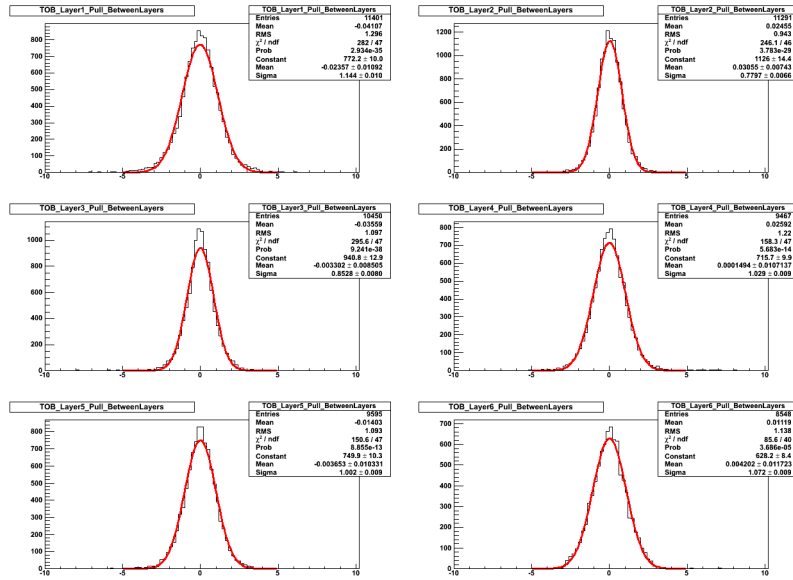 TOB_Layer1_Pull_BetweenLayers
TOB_Layer1_Pull_BetweenLayers
Entries 11401
Mean -0.04107
RMS 1.296
χ² / ndf 282 / 47
Prob 2.934e-35
Constant 772.2 ± 10.0
Mean -0.02357 ± 0.01092
Sigma 1.144 ± 0.010
800
700
600
500
400
300
200
100
0
-10 -5 0 5 10
TOB_Layer2_Pull_BetweenLayers
TOB_Layer2_Pull_BetweenLayers
Entries 11291
Mean 0.02455
RMS 0.943
χ² / ndf 246.1 / 46
Prob 3.783e-29
Constant 1126 ± 14.4
Mean 0.03055 ± 0.00743
Sigma 0.7797 ± 0.0066
1200
1000
800
600
400
200
0
-10 -5 0 5 10
TOB_Layer3_Pull_BetweenLayers
TOB_Layer3_Pull_BetweenLayers
Entries 10450
Mean -0.03559
RMS 1.097
χ² / ndf 295.6 / 47
Prob 9.241e-38
Constant 940.8 ± 12.9
Mean -0.003302 ± 0.008505
Sigma 0.8528 ± 0.0080
1000
800
600
400
200
0
-10 -5 0 5 10
TOB_Layer4_Pull_BetweenLayers
TOB_Layer4_Pull_BetweenLayers
Entries 9467
Mean 0.02592
RMS 1.22
χ² / ndf 158.3 / 47
Prob 5.683e-14
Constant 715.7 ± 9.9
Mean 0.0001494 ± 0.0107137
Sigma 1.029 ± 0.009
800
700
600
500
400
300
200
100
0
-10 -5 0 5 10
TOB_Layer5_Pull_BetweenLayers
TOB_Layer5_Pull_BetweenLayers
Entries 9595
Mean -0.01403
RMS 1.093
χ² / ndf 150.6 / 47
Prob 8.855e-13
Constant 749.9 ± 10.3
Mean -0.003653 ± 0.010331
Sigma 1.002 ± 0.009
800
700
600
500
400
300
200
100
0
-10 -5 0 5 10
TOB_Layer6_Pull_BetweenLayers
TOB_Layer6_Pull_BetweenLayers
Entries 8548
Mean 0.01119
RMS 1.138
χ² / ndf 85.6 / 40
Prob 3.686e-05
Constant 628.2 ± 8.4
Mean 0.004202 ± 0.011723
Sigma 1.072 ± 0.009
700
600
500
400
300
200
100
0
-10 -5 0 5 10